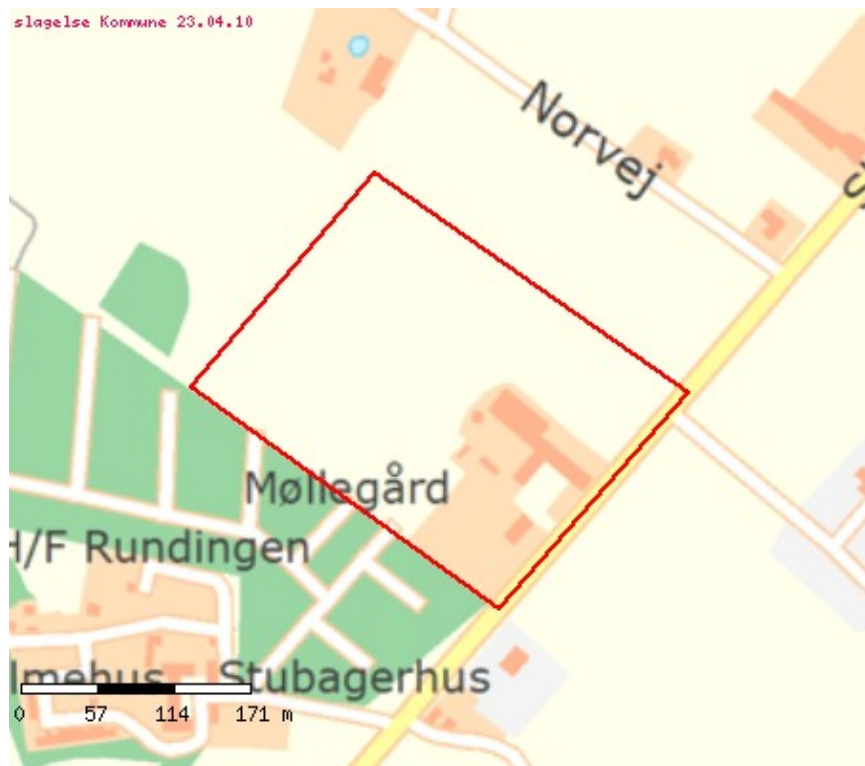 slagelse Kommune 23.04.10
Norvej
Møllegård
H/F Rundingen
lmehus
Stubagerhus
0 57 114 171 m